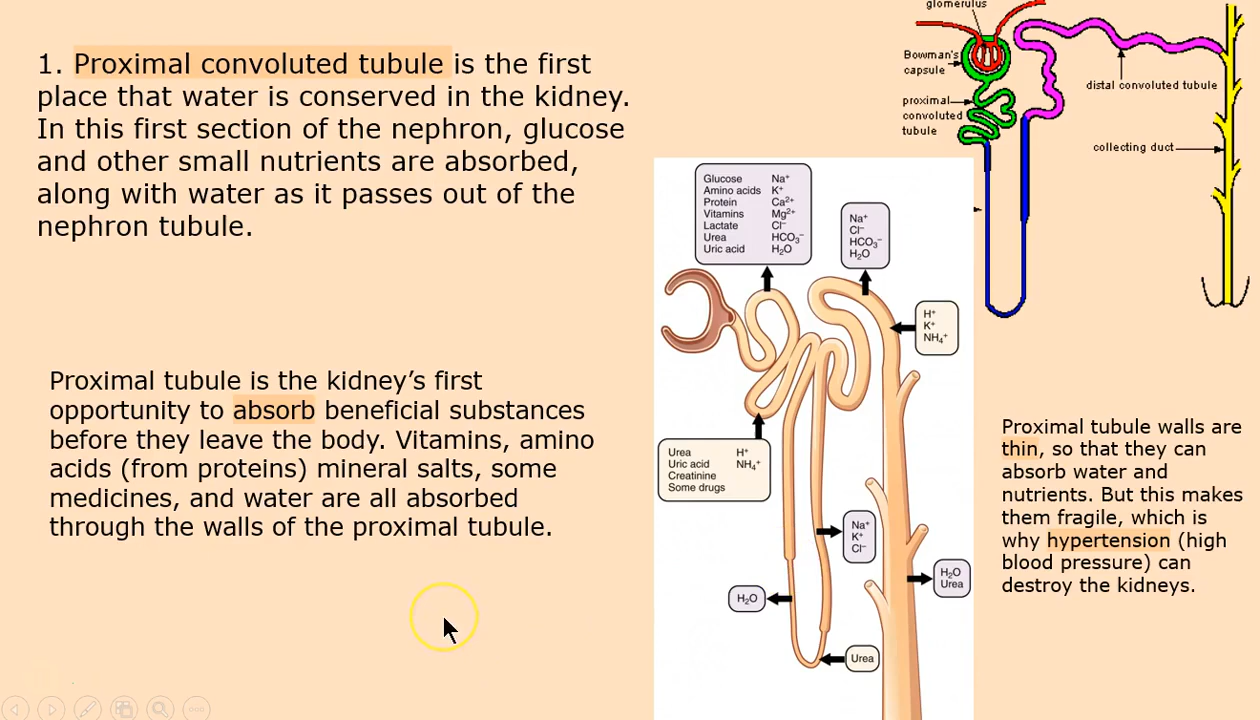 1. Proximal convoluted tubule is the first
place that water is conserved in the kidney.
In this first section of the nephron, glucose
and other small nutrients are absorbed,
along with water as it passes out of the
nephron tubule.
Proximal tubule is the kidney's first
opportunity to absorb beneficial substances
before they leave the body. Vitamins, amino
acids (from proteins) mineral salts, some
medicines, and water are all absorbed
through the walls of the proximal tubule.
glomerulus
Bowman's
capsule
proximal
convoluted
tubule
distal convoluted tubule
collecting duct
Glucose Na⁺
Amino acids K⁺
Protein Ca²⁺
Vitamins Mg²⁺
Lactate Cl⁻
Urea HCO₃⁻
Uric acid H₂O
Na⁺
Cl⁻
HCO₃⁻
H₂O
H⁺
K⁺
NH₄⁺
Urea H⁺
Uric acid NH₄⁺
Creatinine
Some drugs
Na⁺
K⁺
Cl⁻
H₂O
H₂O
Urea
Urea
Proximal tubule walls are
thin, so that they can
absorb water and
nutrients. But this makes
them fragile, which is
why hypertension (high
blood pressure) can
destroy the kidneys.